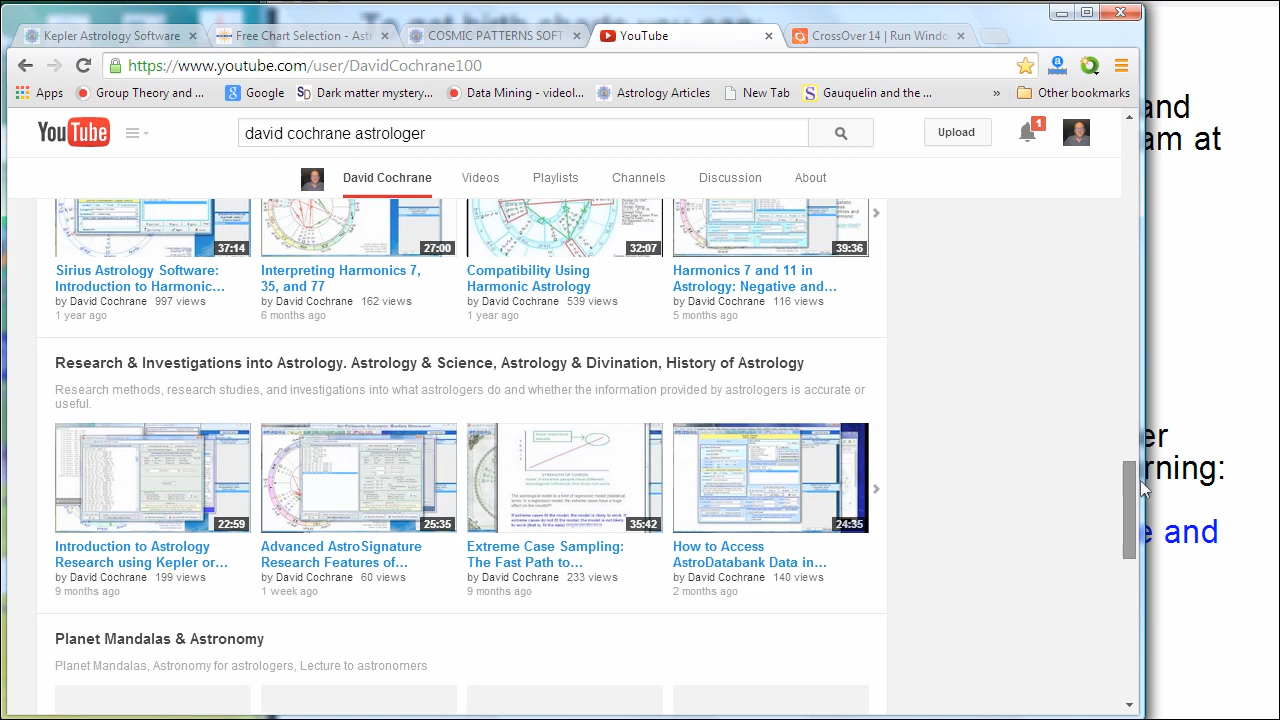 Kepler Astrology Software
Free Chart Selection - Ast
COSMIC PATTERNS SOFT
YouTube
CrossOver 14 | Run Windo
https://www.youtube.com/user/DavidCochrane100
Apps
Group Theory and ...
Google
Dark matter mystery...
Data Mining - videol...
Astrology Articles
New Tab
Gauquelin and the ...
»
Other bookmarks
and
am at
YouTube
david cochrane astrologer
Upload
1
David Cochrane
Videos
Playlists
Channels
Discussion
About
37:14
27:00
32:07
39:36
Sirius Astrology Software:
Introduction to Harmonic...
by David Cochrane 997 views
1 year ago
Interpreting Harmonics 7,
35, and 77
by David Cochrane 162 views
6 months ago
Compatibility Using
Harmonic Astrology
by David Cochrane 539 views
1 year ago
Harmonics 7 and 11 in
Astrology: Negative and...
by David Cochrane 116 views
5 months ago
Research & Investigations into Astrology. Astrology & Science, Astrology & Divination, History of Astrology
Research methods, research studies, and investigations into what astrologers do and whether the information provided by astrologers is accurate or
useful.
er
rning:
e and
22:59
25:35
STRENGTH OF CHIRON
35:42
24:35
Introduction to Astrology
Research using Kepler or...
by David Cochrane 199 views
9 months ago
Advanced AstroSignature
Research Features of...
by David Cochrane 60 views
1 week ago
Extreme Case Sampling:
The Fast Path to...
by David Cochrane 233 views
9 months ago
How to Access
AstroDatabank Data in...
by David Cochrane 140 views
2 months ago
Planet Mandalas & Astronomy
Planet Mandalas, Astronomy for astrologers, Lecture to astronomers